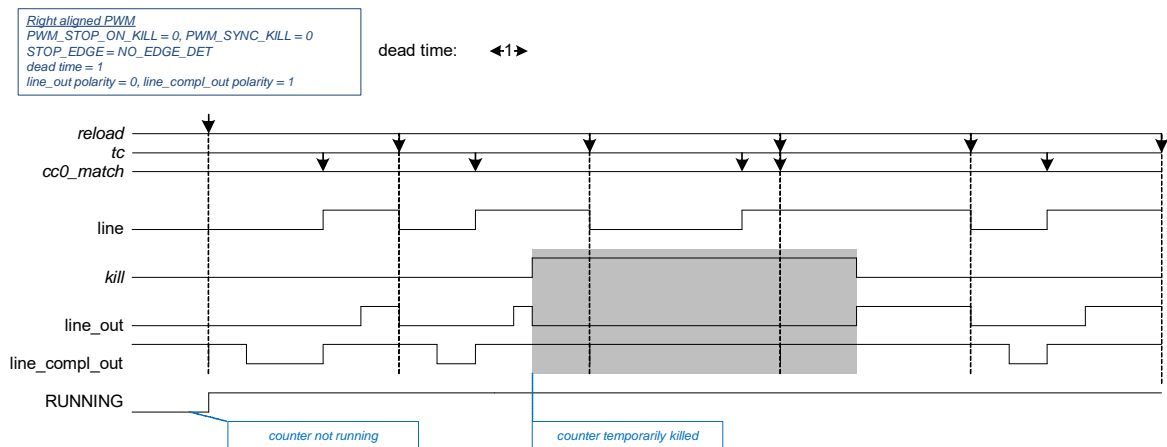 Right aligned PWM
PWM_STOP_ON_KILL = 0, PWM_SYNC_KILL = 0
STOP_EDGE = NO_EDGE_DET
dead time = 1
line_out polarity = 0, line_compl_out polarity = 1
dead time:
1
reload
tc
cc0_match
line
kill
line_out
line_compl_out
RUNNING
counter not running
counter temporarily killed